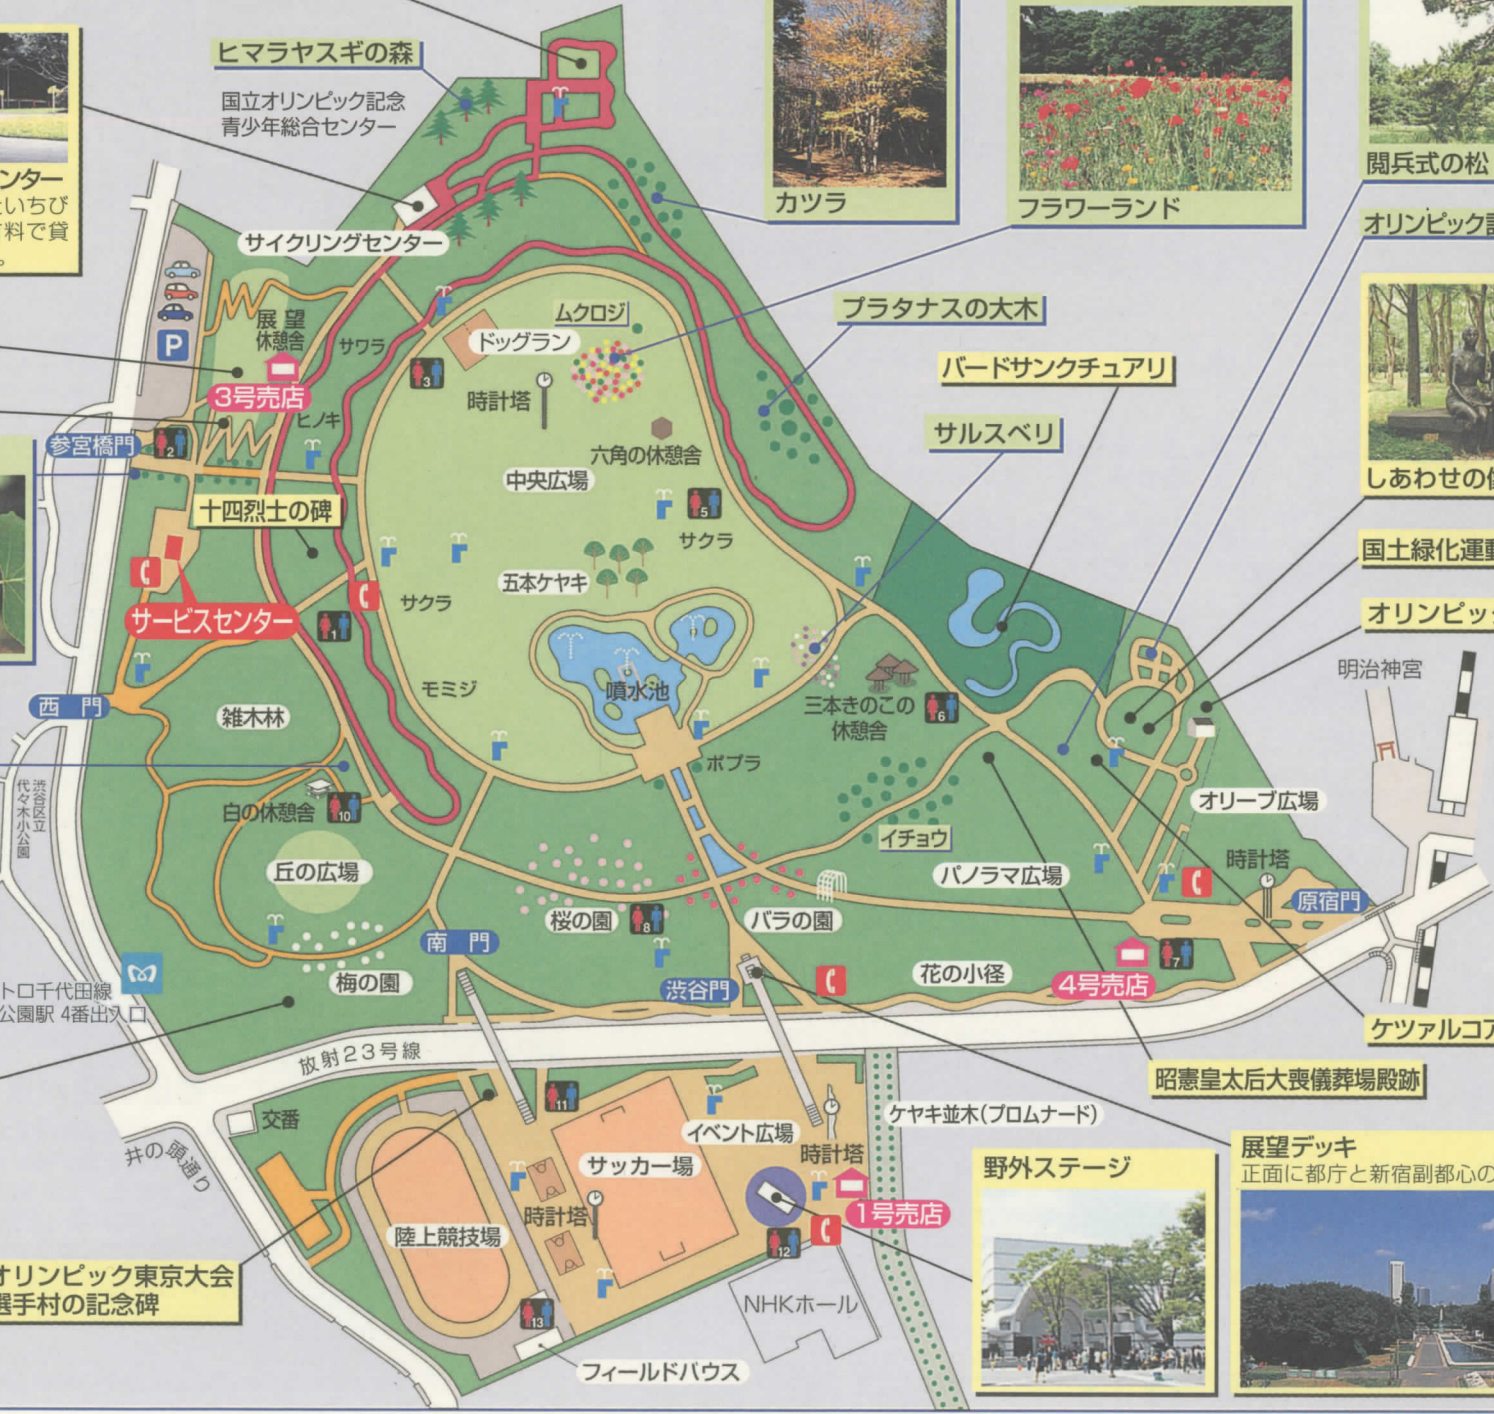 ヒマラヤスギの森
国立オリンピック記念
青少年総合センター
カツラ
フラワーランド
閲兵式の松
ンター
いちび
料で貸
。
サイクリングセンター
オリンピック
展望
休憩舎
サワラ
ムクロジ
ドッグラン
プラタナスの大木
P
3
3号売店
時計塔
バードサンクチュアリ
ヒノキ
参宮橋門
2
サルスベリ
六角の休憩舎
中央広場
しあわせの
十四烈士の碑
5
サクラ
国土緑化運
五本ケヤキ
サクラ
サービスセンター
1
オリンピッ
明治神宮
モミジ
噴水池
西門
雑木林
三本きのこの
休憩舎
6
ポプラ
渋谷区立
代々木小公園
白の休憩舎
10
オリーブ広場
イチョウ
丘の広場
パノラマ広場
時計塔
原宿門
桜の園
8
バラの園
南門
梅の園
花の小径
7
4号売店
渋谷門
トロ千代田線
公園駅 4番出入口
ケツァルコア
放射23号線
昭憲皇太后大喪儀葬場殿跡
11
交番
イベント広場
ケヤキ並木(プロムナード)
井の頭通り
サッカー場
時計塔
野外ステージ
展望デッキ
正面に都庁と新宿副都心の
1号売店
時計塔
陸上競技場
12
オリンピック東京大会
選手村の記念碑
NHKホール
13
フィールドハウス